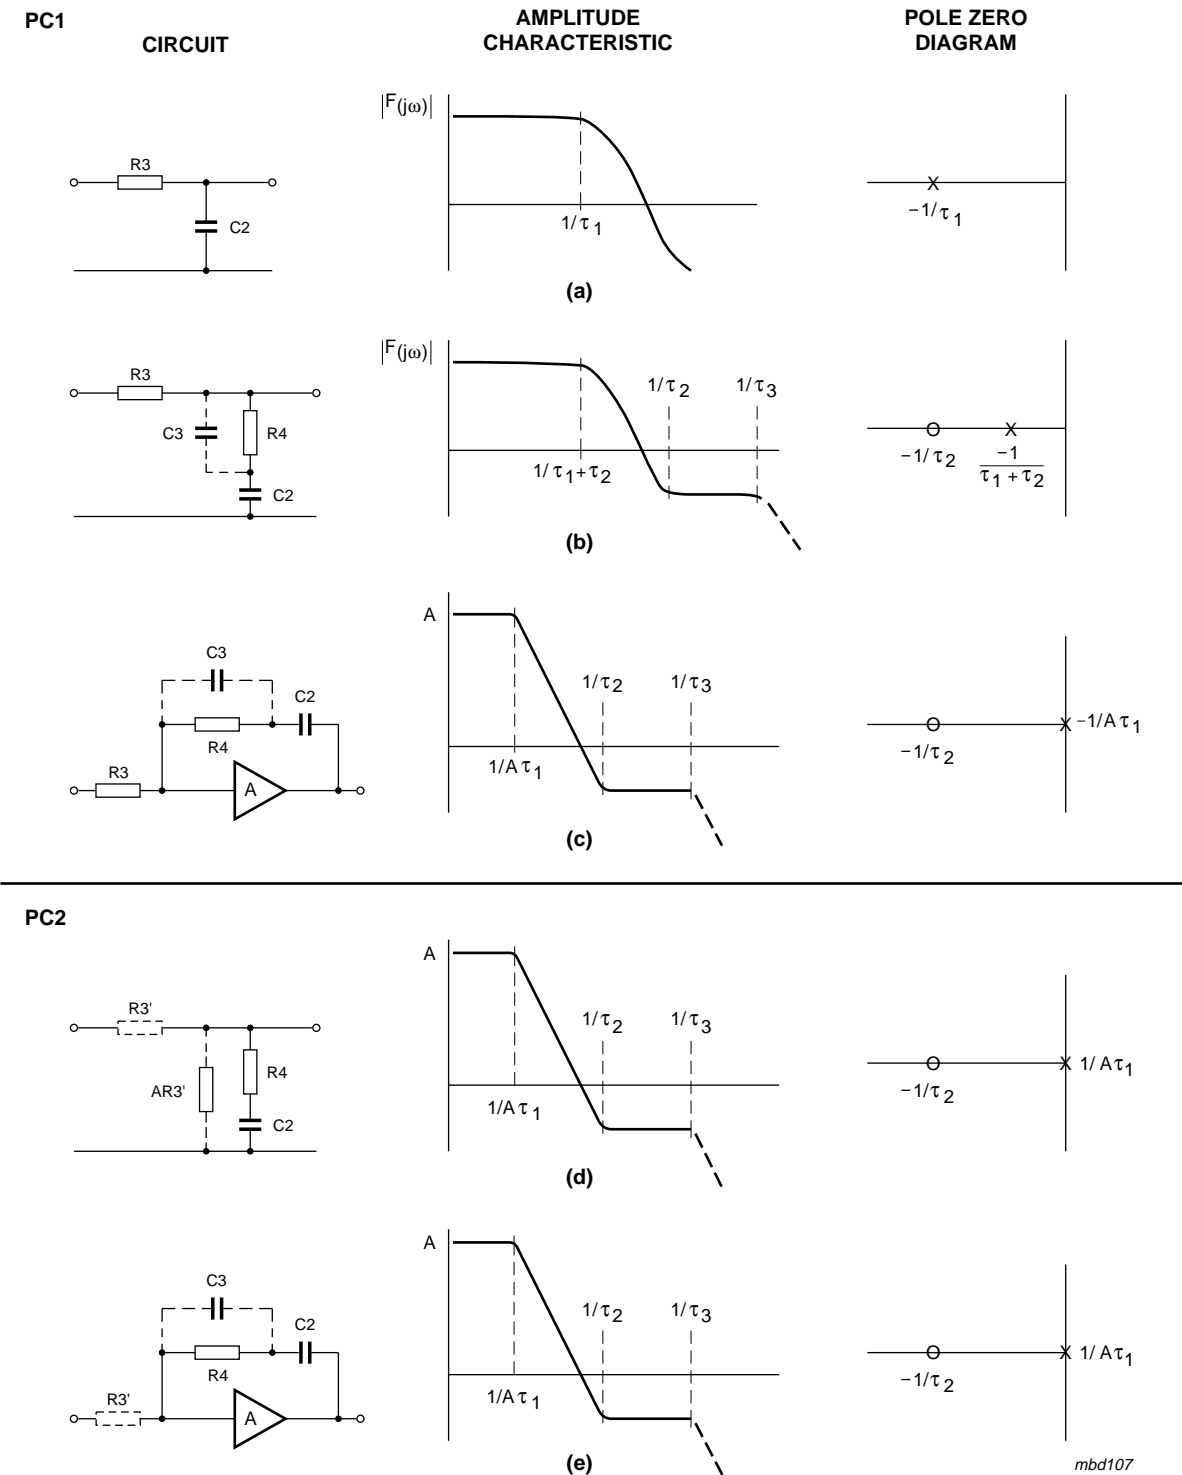 PC1
CIRCUIT
AMPLITUDE
CHARACTERISTIC
POLE ZERO
DIAGRAM
R3
C2
|F(jω)|
1/τ1
−1/τ1
(a)
R3
C3
R4
C2
|F(jω)|
1/τ2
1/τ3
1/τ1+τ2
−1/τ2
−1
τ1+τ2
(b)
C3
C2
R4
R3
A
A
1/τ2
1/τ3
1/Aτ1
−1/τ2
−1/Aτ1
(c)
PC2
R3'
AR3'
R4
C2
A
1/τ2
1/τ3
1/Aτ1
−1/τ2
1/Aτ1
(d)
C3
C2
R4
R3'
A
A
1/τ2
1/τ3
1/Aτ1
−1/τ2
1/Aτ1
(e)
mbd107